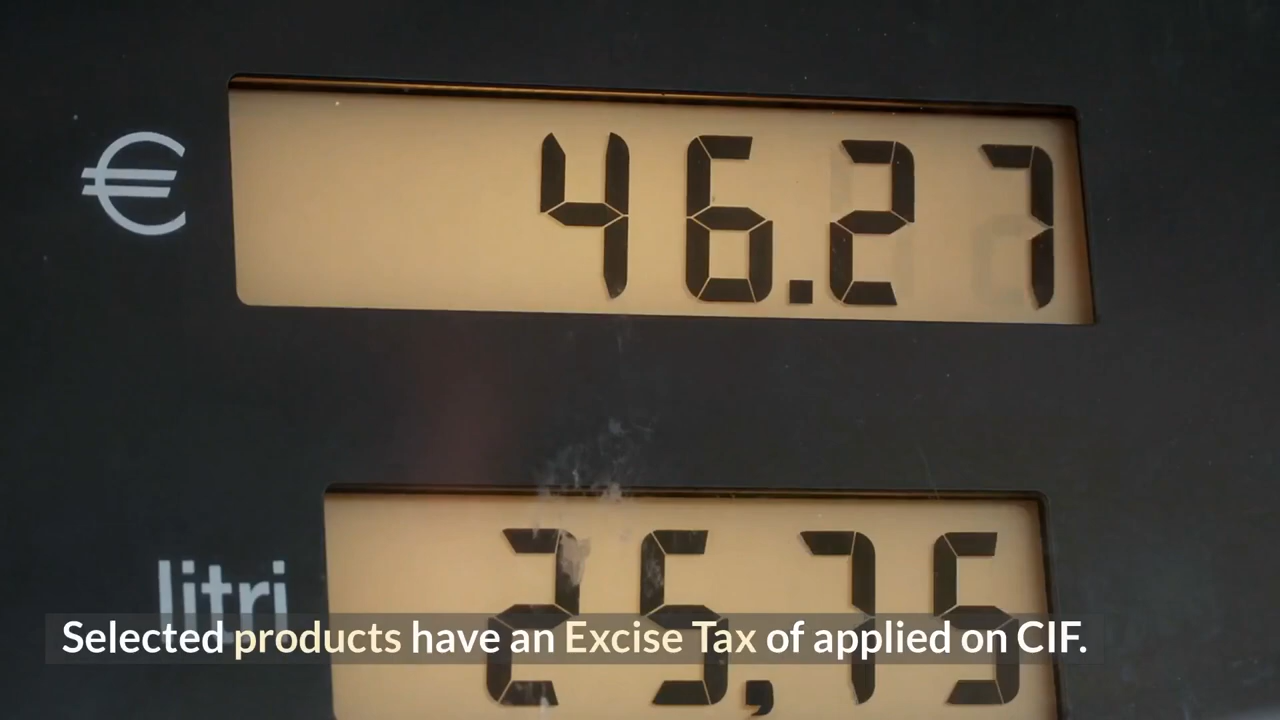 € 46.27
litri 25,75
Selected products have an Excise Tax of applied on CIF.